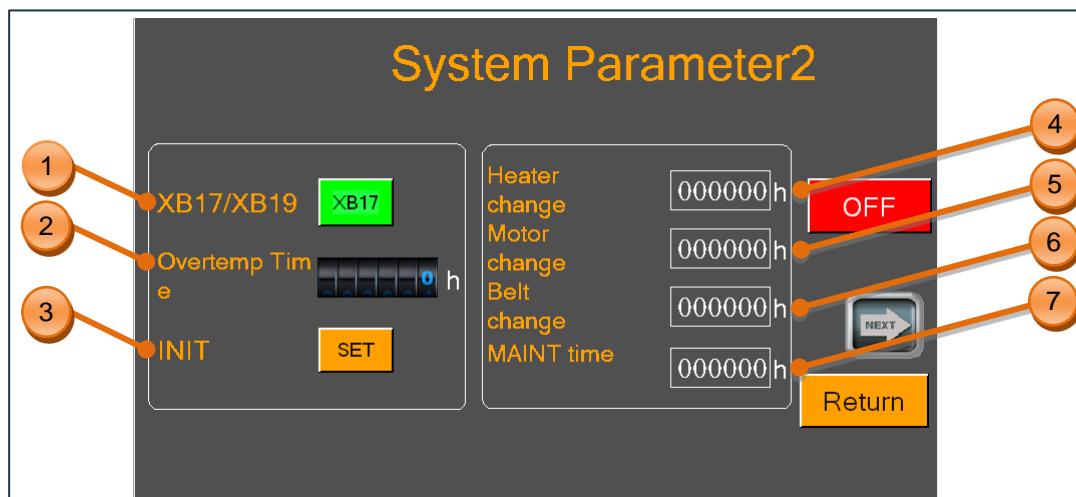 System Parameter2
1
XB17/XB19
XB17
2
Overtemp Tim
e
0
h
3
INIT
SET
Heater
change
000000 h
4
Motor
change
000000 h
5
Belt
change
000000 h
6
MAINT time
000000 h
7
OFF
NEXT
Return